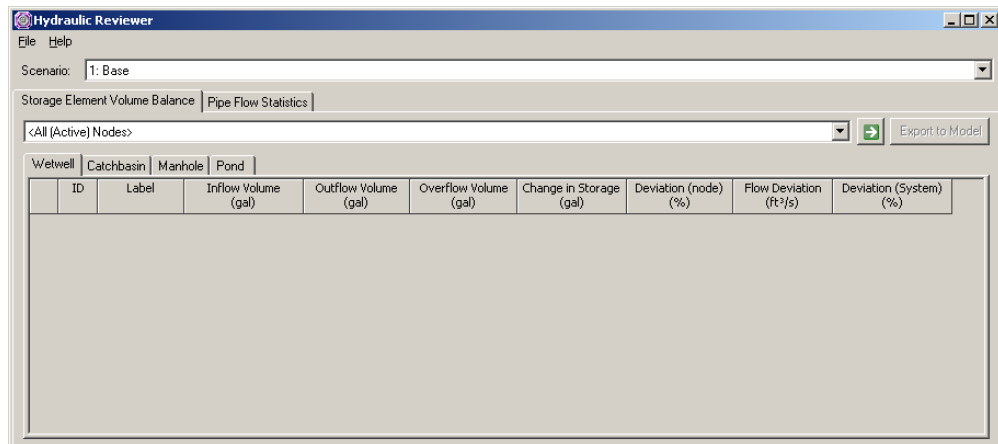 Hydraulic Reviewer
File Help
Scenario: 1: Base
Storage Element Volume Balance Pipe Flow Statistics
<All (Active) Nodes> Export to Model
Wetwell Catchbasin Manhole Pond
ID Label Inflow Volume Outflow Volume Overflow Volume Change in Storage Deviation (node) Flow Deviation Deviation (System)
(gal) (gal) (gal) (gal) (%) (ft³/s) (%)